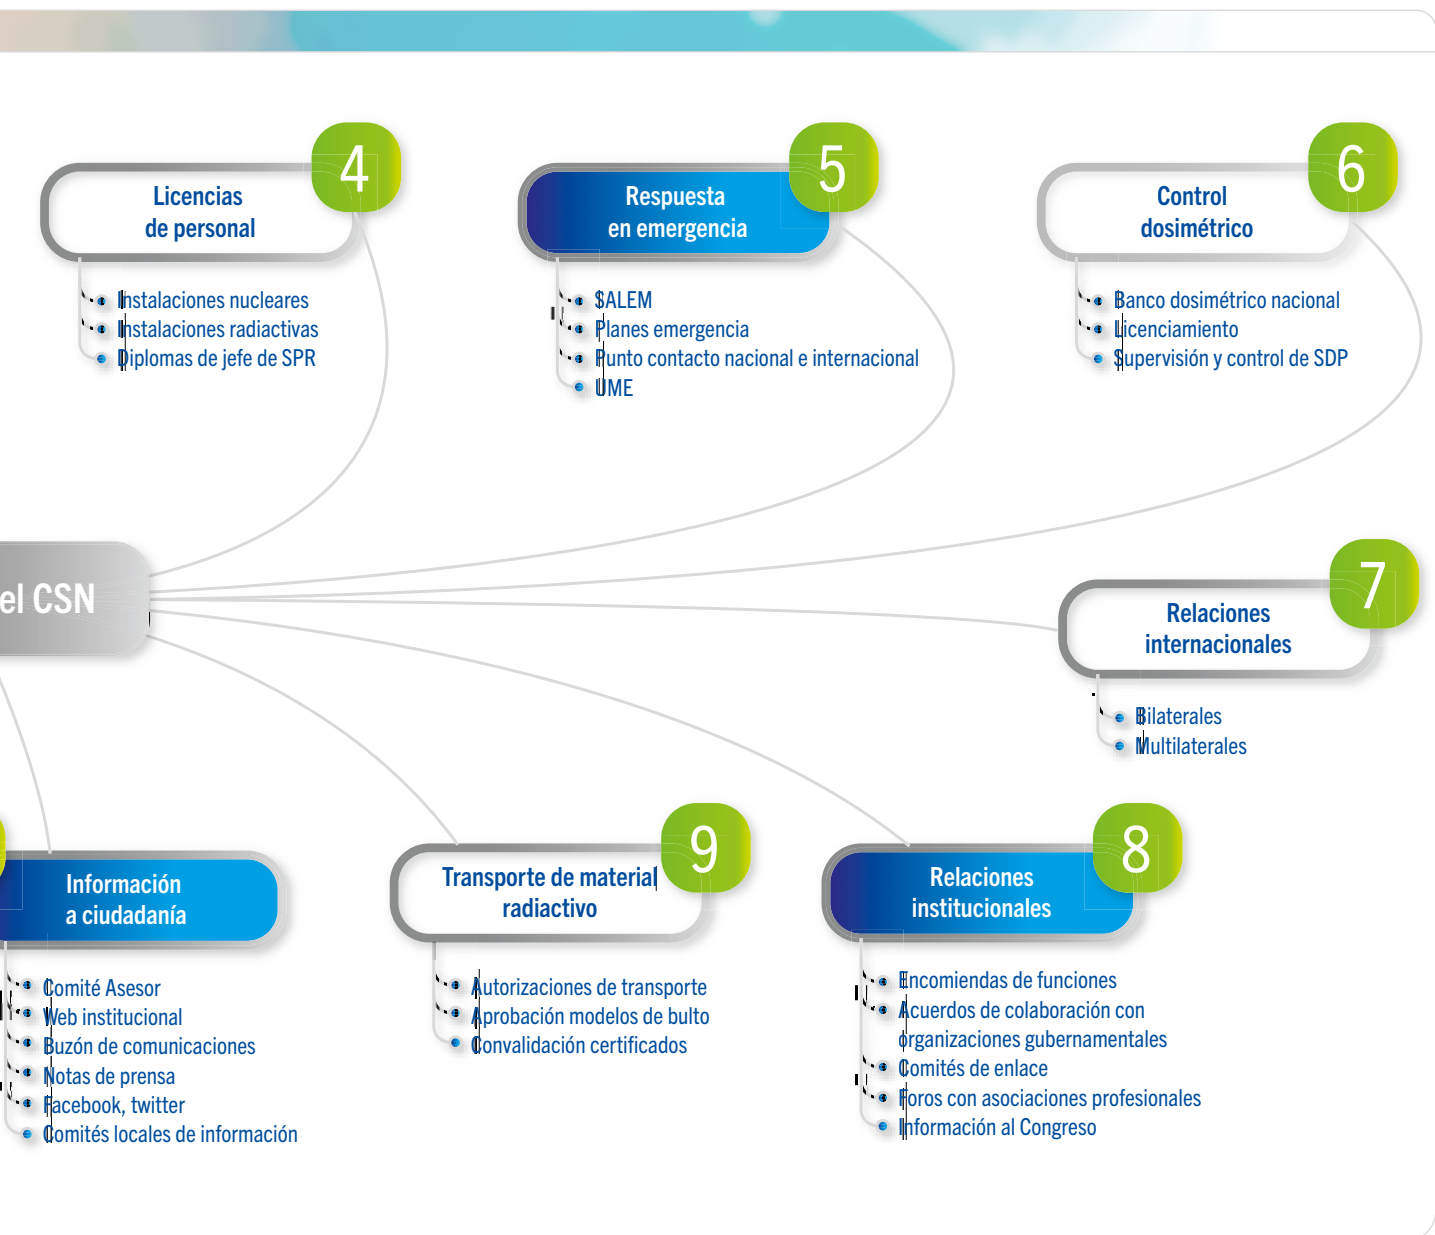 4
Licencias
de personal
Instalaciones nucleares
Instalaciones radiactivas
Diplomas de jefe de SPR
5
Respuesta
en emergencia
SALEM
Planes emergencia
Punto contacto nacional e internacional
UME
6
Control
dosimétrico
Banco dosimétrico nacional
Licenciamiento
Supervisión y control de SDP
el CSN
7
Relaciones
internacionales
Bilaterales
Multilaterales
Información
a ciudadanía
Comité Asesor
Web institucional
Buzón de comunicaciones
Notas de prensa
Facebook, twitter
Comités locales de información
9
Transporte de material
radiactivo
Autorizaciones de transporte
Aprobación modelos de bulto
Convalidación certificados
8
Relaciones
institucionales
Encomiendas de funciones
Acuerdos de colaboración con
organizaciones gubernamentales
Comités de enlace
Foros con asociaciones profesionales
Información al Congreso